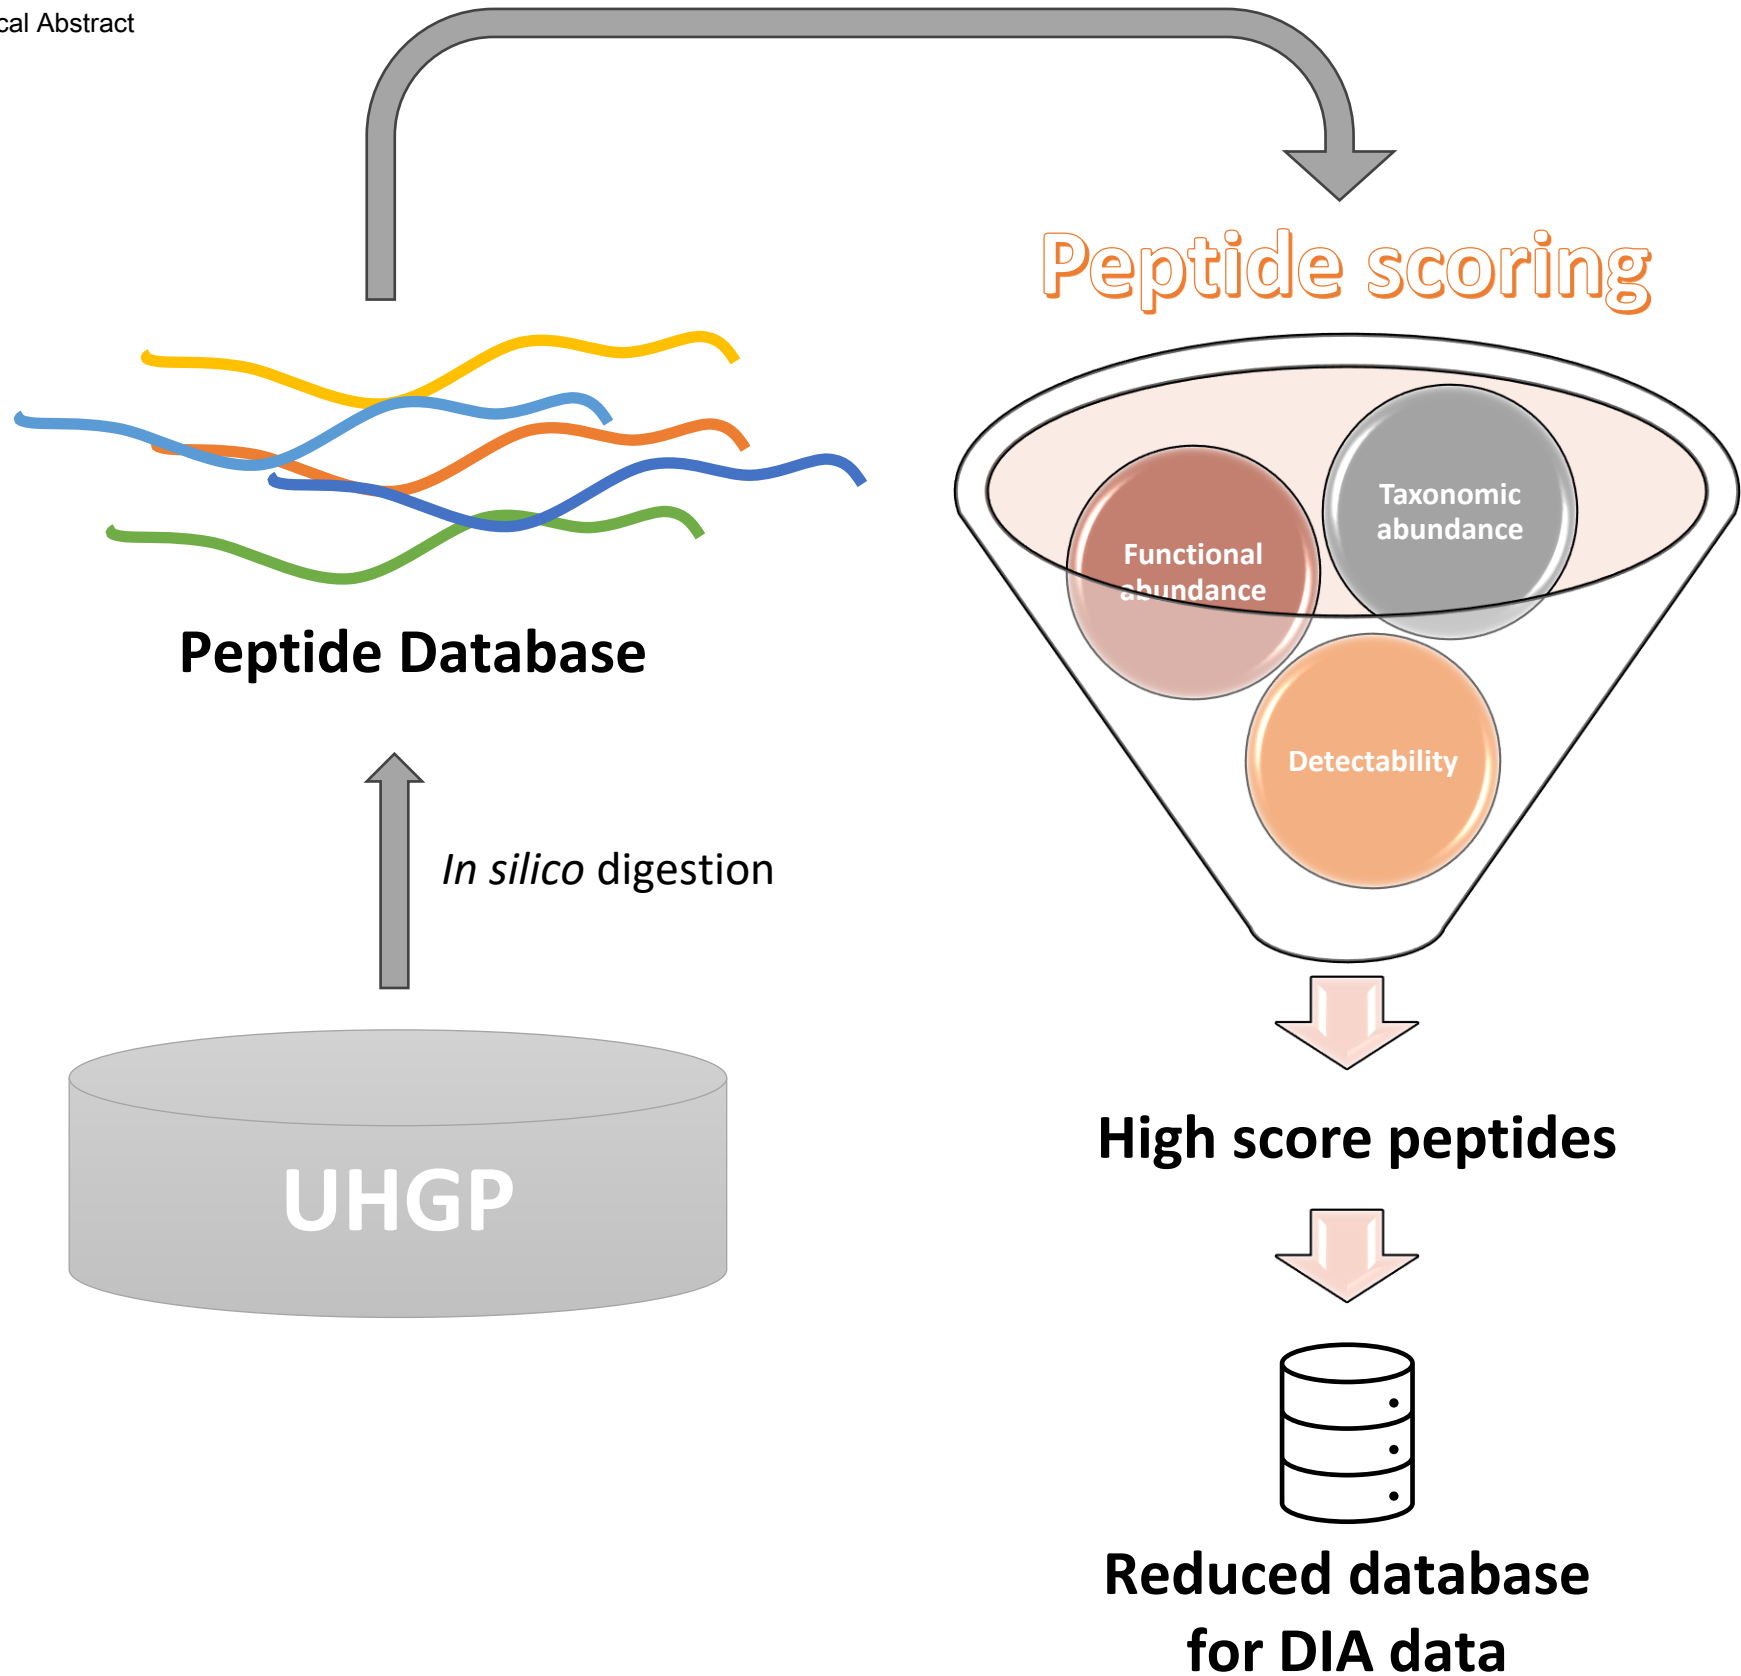 cal Abstract
Peptide scoring
Taxonomic
abundance
Functional
abundance
Detectability
Peptide Database
In silico digestion
UHGP
High score peptides
Reduced database
for DIA data